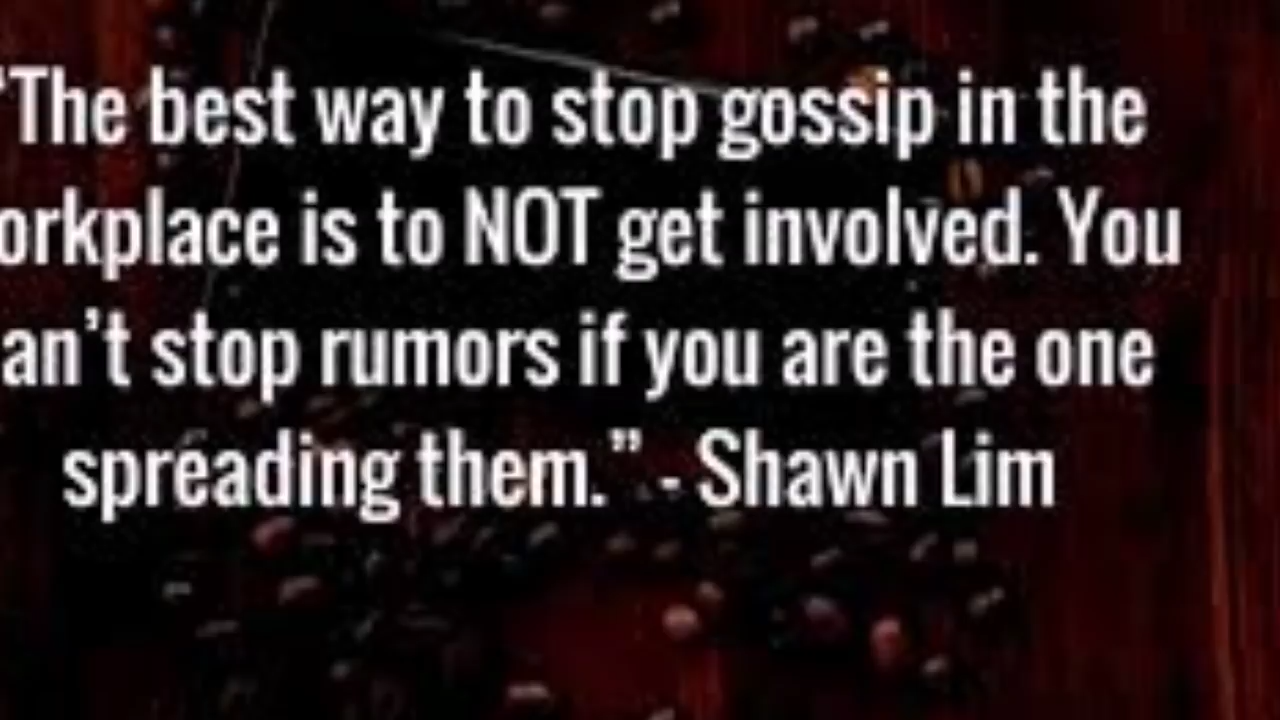 “The best way to stop gossip in the
orkplace is to NOT get involved. You
an’t stop rumors if you are the one
spreading them.” - Shawn Lim